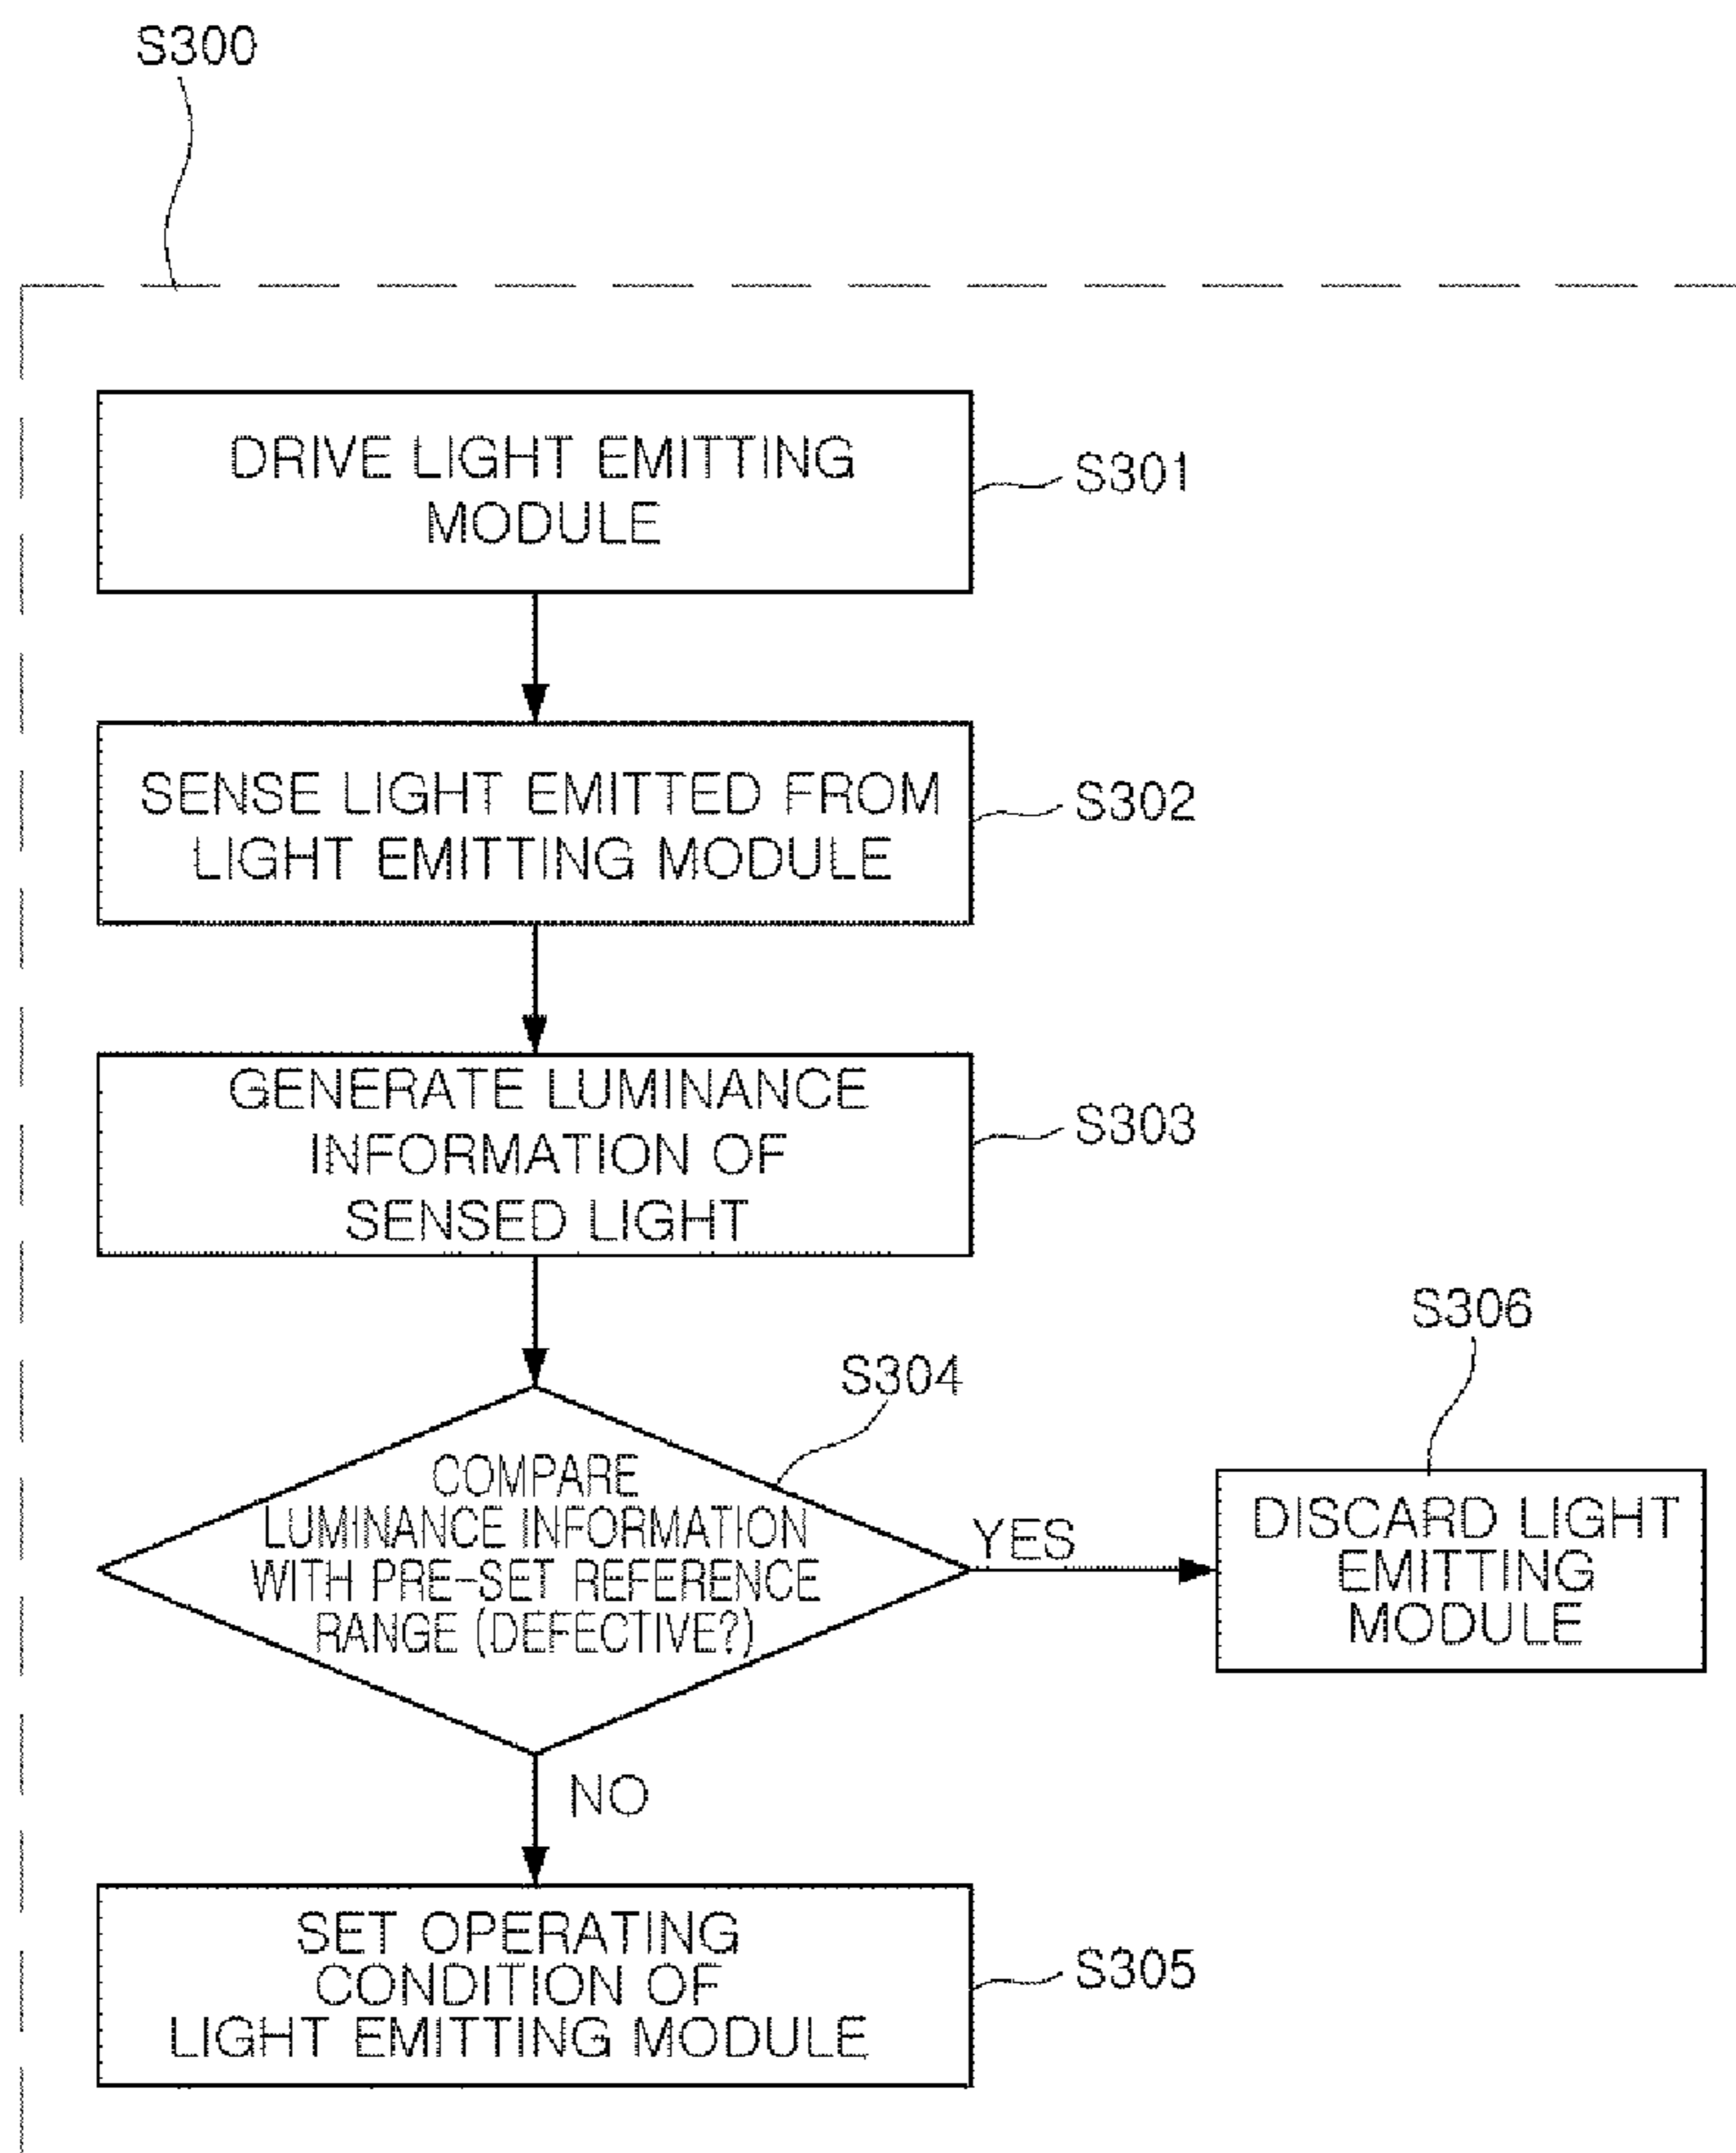 S300
DRIVE LIGHT EMITTING
MODULE
S301
SENSE LIGHT EMITTED FROM
LIGHT EMITTING MODULE
S302
GENERATE LUMINANCE
INFORMATION OF
SENSED LIGHT
S303
S304
COMPARE
LUMINANCE INFORMATION
WITH PRE-SET REFERENCE
RANGE (DEFECTIVE?)
YES
S306
DISCARD LIGHT
EMITTING
MODULE
NO
SET OPERATING
CONDITION OF
LIGHT EMITTING MODULE
S305